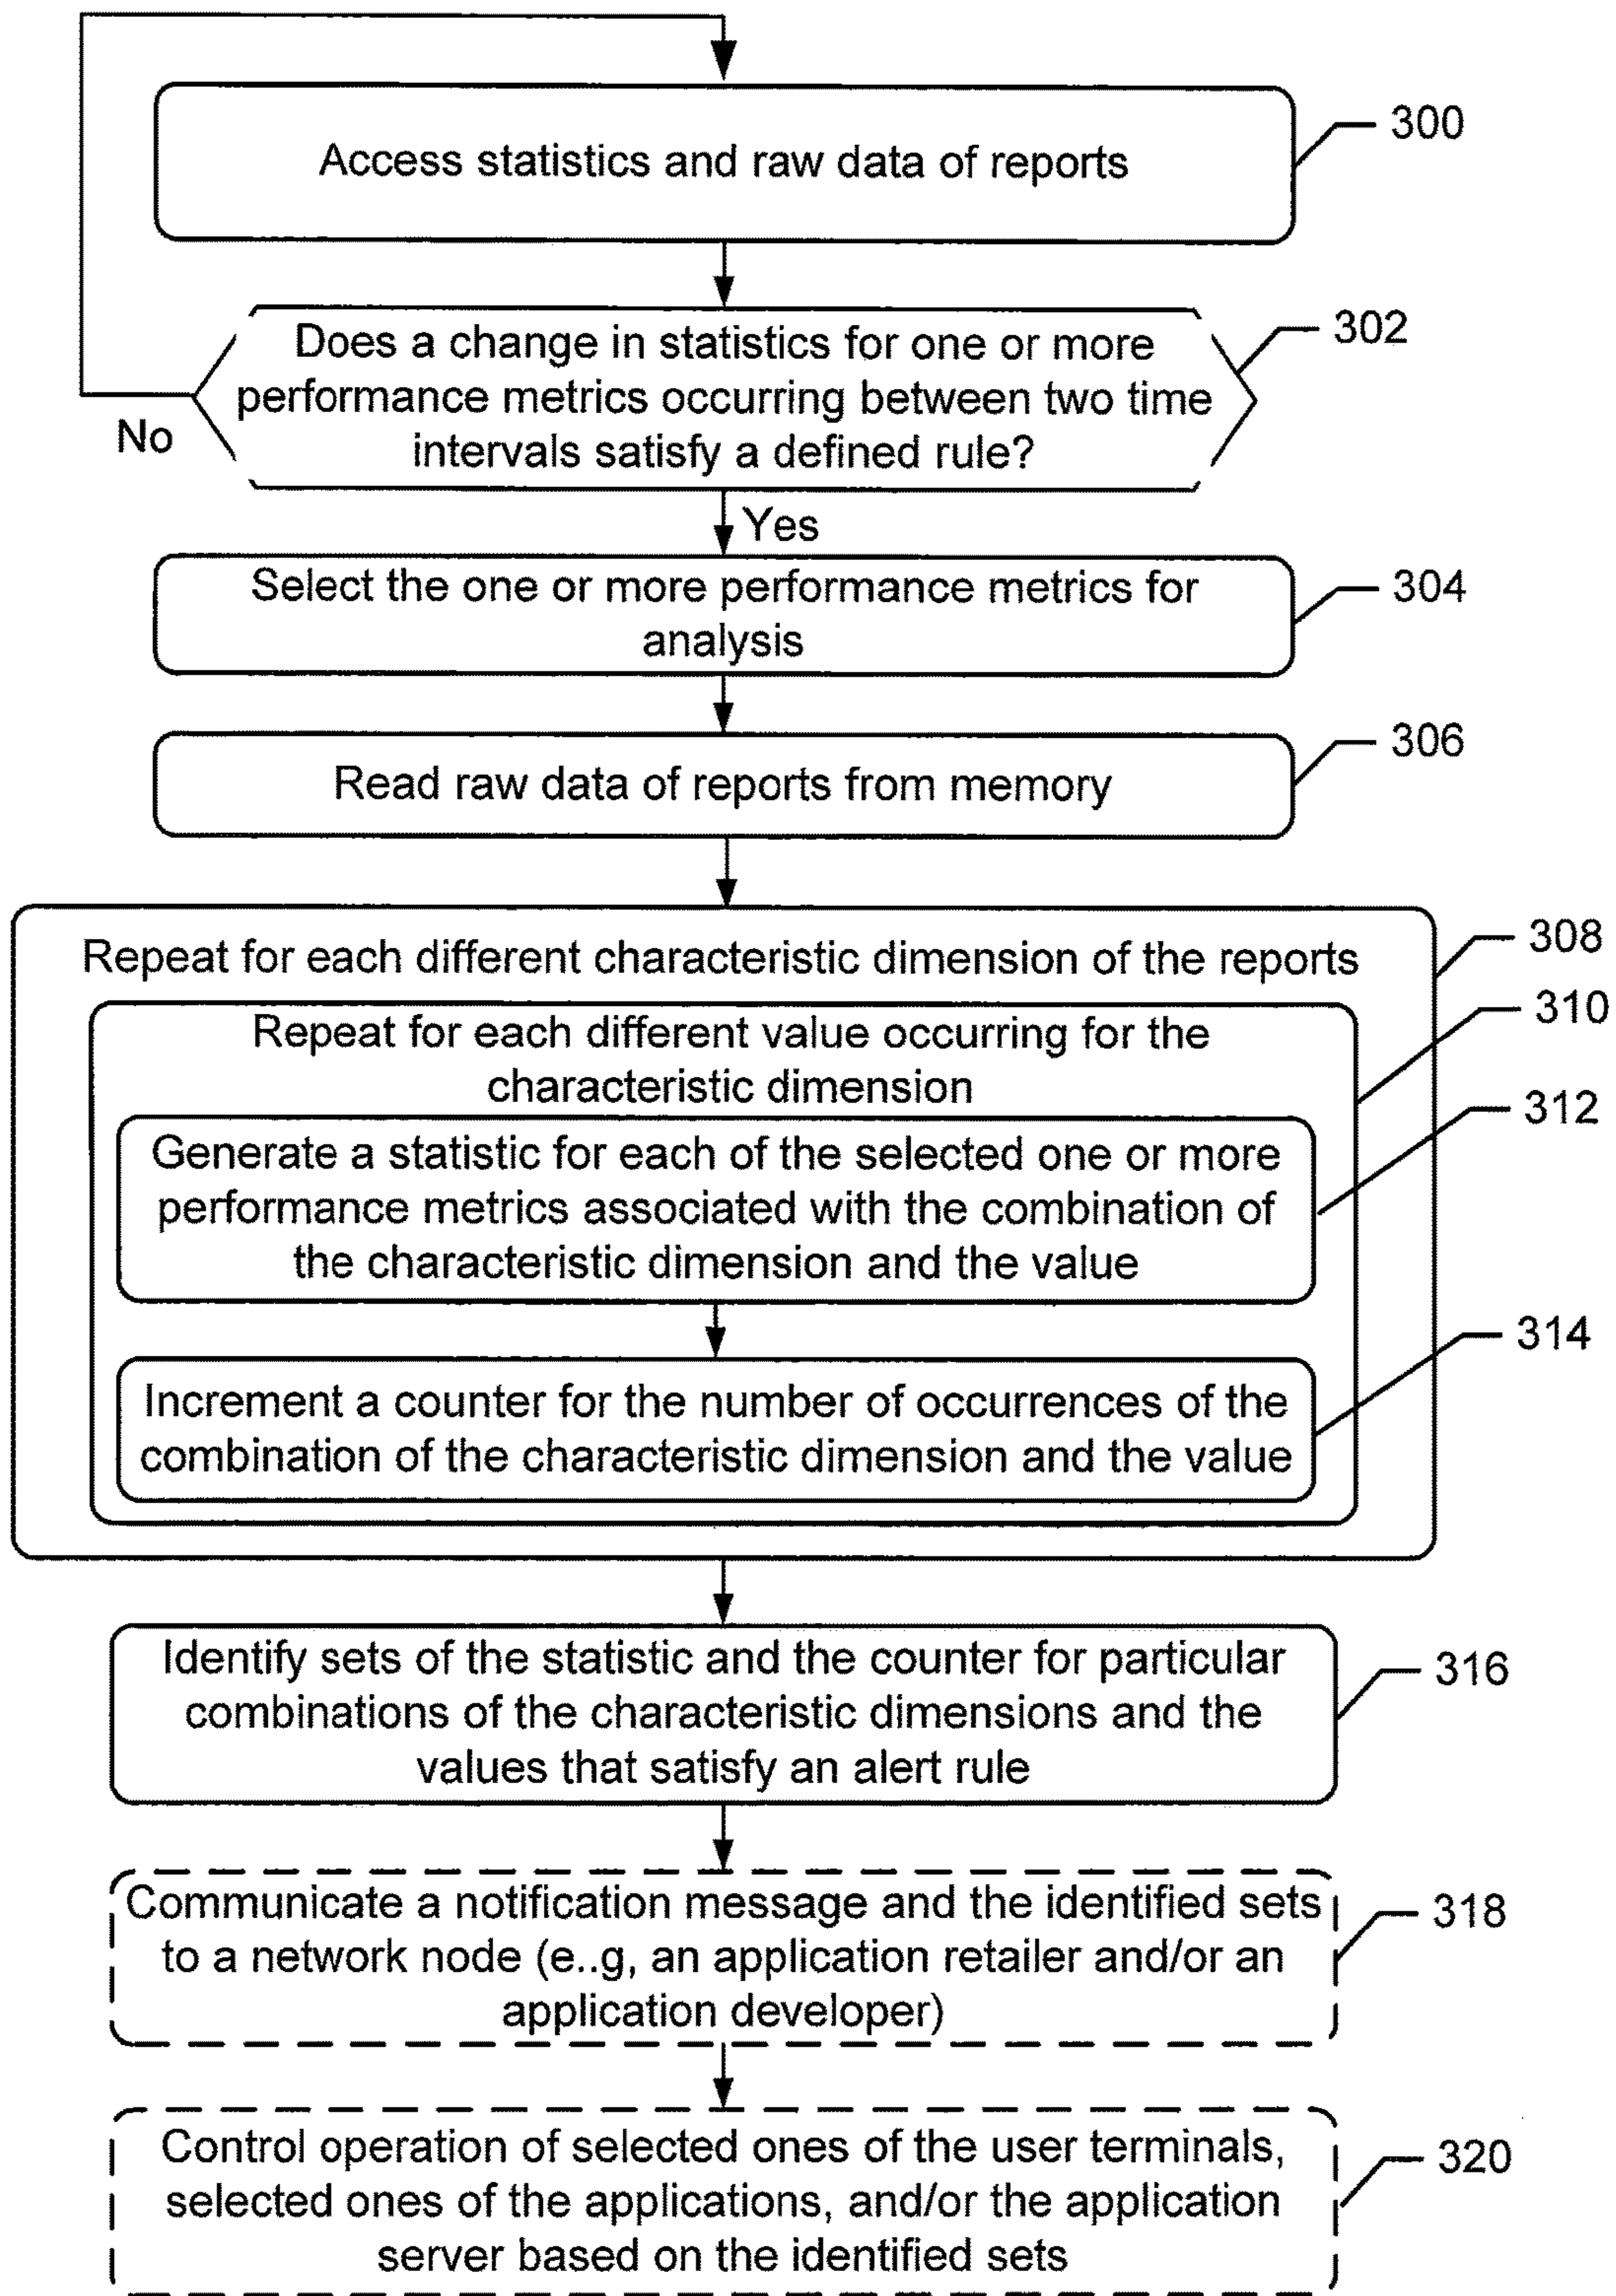 Access statistics and raw data of reports
300
Does a change in statistics for one or more
performance metrics occurring between two time
intervals satisfy a defined rule?
302
No
Yes
Select the one or more performance metrics for
analysis
304
Read raw data of reports from memory
306
Repeat for each different characteristic dimension of the reports
308
Repeat for each different value occurring for the
characteristic dimension
310
Generate a statistic for each of the selected one or more
performance metrics associated with the combination of
the characteristic dimension and the value
312
Increment a counter for the number of occurrences of the
combination of the characteristic dimension and the value
314
Identify sets of the statistic and the counter for particular
combinations of the characteristic dimensions and the
values that satisfy an alert rule
316
Communicate a notification message and the identified sets
to a network node (e..g, an application retailer and/or an
application developer)
318
Control operation of selected ones of the user terminals,
selected ones of the applications, and/or the application
server based on the identified sets
320